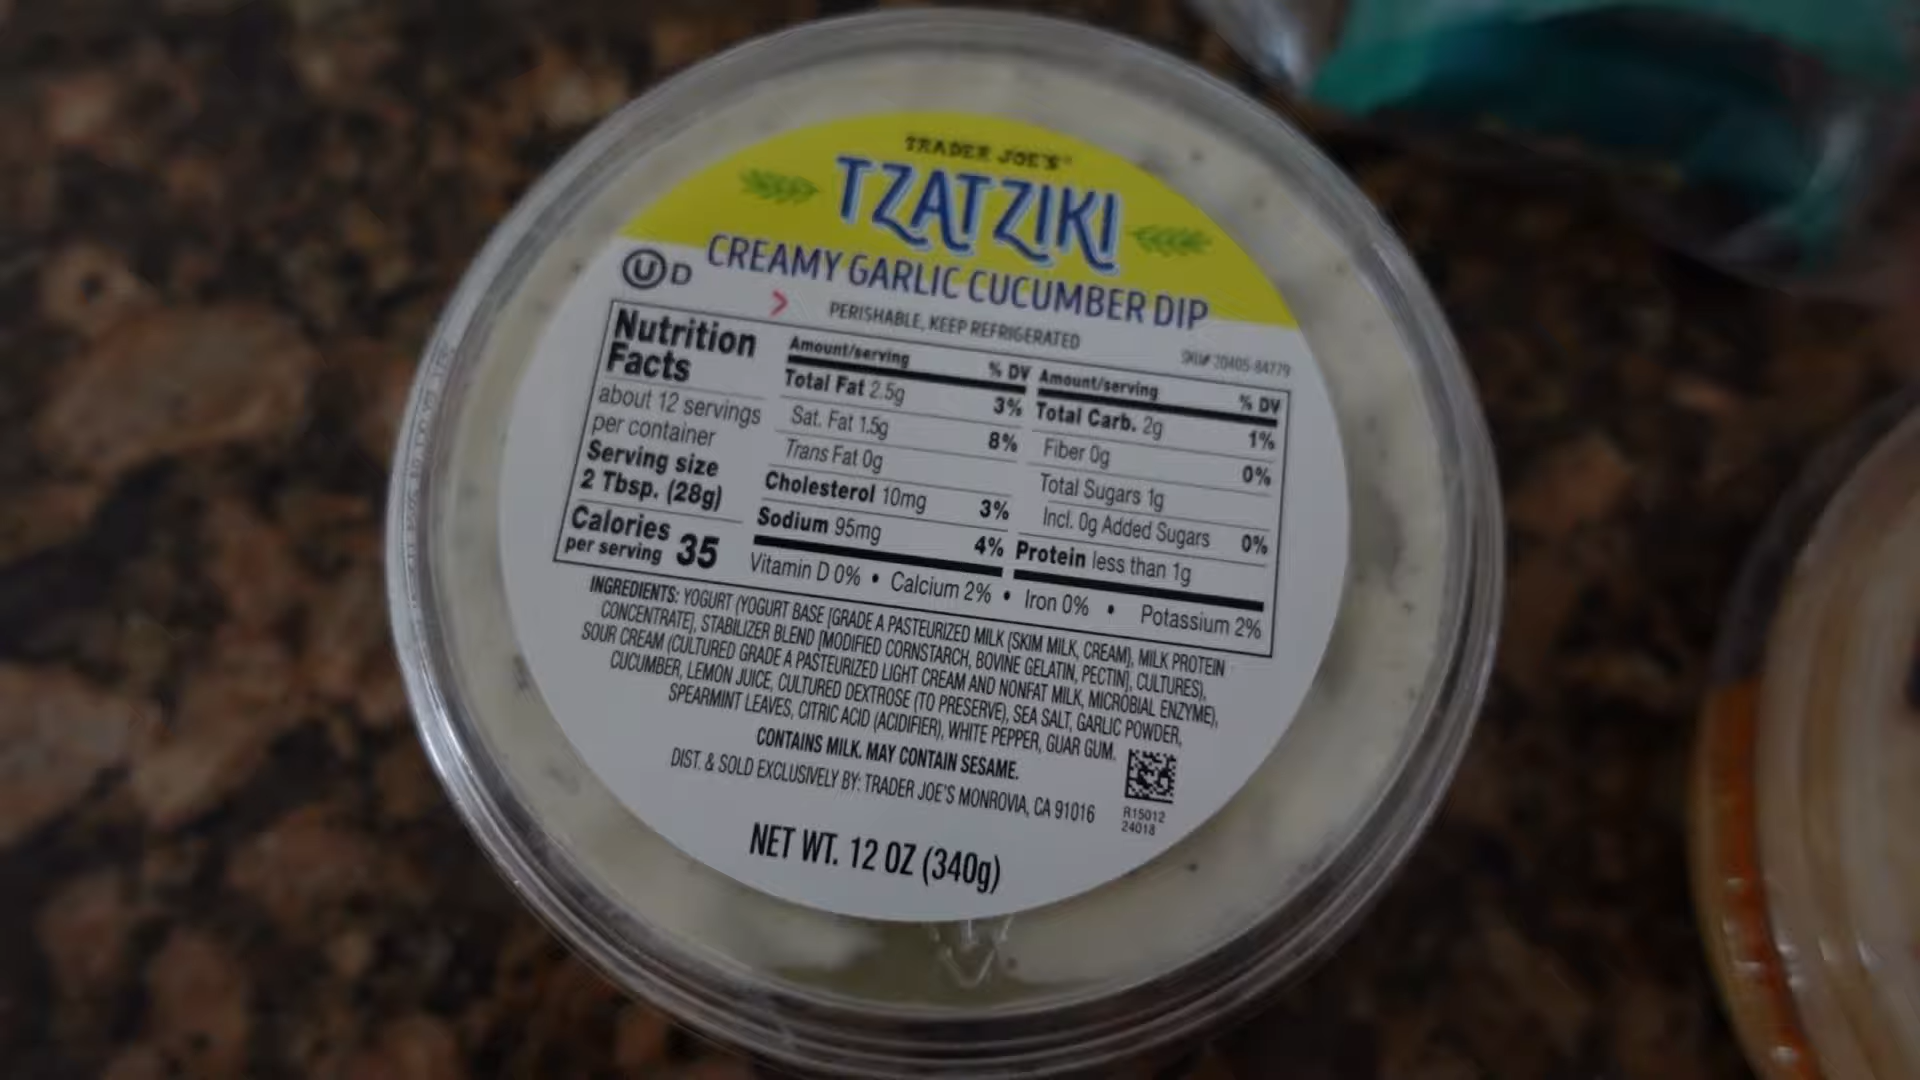 TRADER JOE'S®
TZATZIKI
CREAMY GARLIC CUCUMBER DIP
U D
PERISHABLE, KEEP REFRIGERATED
SKU# 20405-84779
Nutrition
Facts
about 12 servings
per container
Serving size
2 Tbsp. (28g)
Calories
per serving 35
Amount/serving % DV
Total Fat 2.5g 3%
Sat. Fat 1.5g 8%
Trans Fat 0g
Cholesterol 10mg 3%
Sodium 95mg 4%
Amount/serving % DV
Total Carb. 2g 1%
Fiber 0g 0%
Total Sugars 1g
Incl. 0g Added Sugars 0%
Protein less than 1g
Vitamin D 0% • Calcium 2% • Iron 0% • Potassium 2%
INGREDIENTS: YOGURT (YOGURT BASE [GRADE A PASTEURIZED MILK (SKIM MILK, CREAM), MILK PROTEIN
CONCENTRATE], STABILIZER BLEND [MODIFIED CORNSTARCH, BOVINE GELATIN, PECTIN], CULTURES),
SOUR CREAM (CULTURED GRADE A PASTEURIZED LIGHT CREAM AND NONFAT MILK, MICROBIAL ENZYME),
CUCUMBER, LEMON JUICE, CULTURED DEXTROSE (TO PRESERVE), SEA SALT, GARLIC POWDER,
SPEARMINT LEAVES, CITRIC ACID (ACIDIFIER), WHITE PEPPER, GUAR GUM.
CONTAINS MILK. MAY CONTAIN SESAME.
DIST. & SOLD EXCLUSIVELY BY: TRADER JOE'S MONROVIA, CA 91016
R15012
24018
NET WT. 12 OZ (340g)